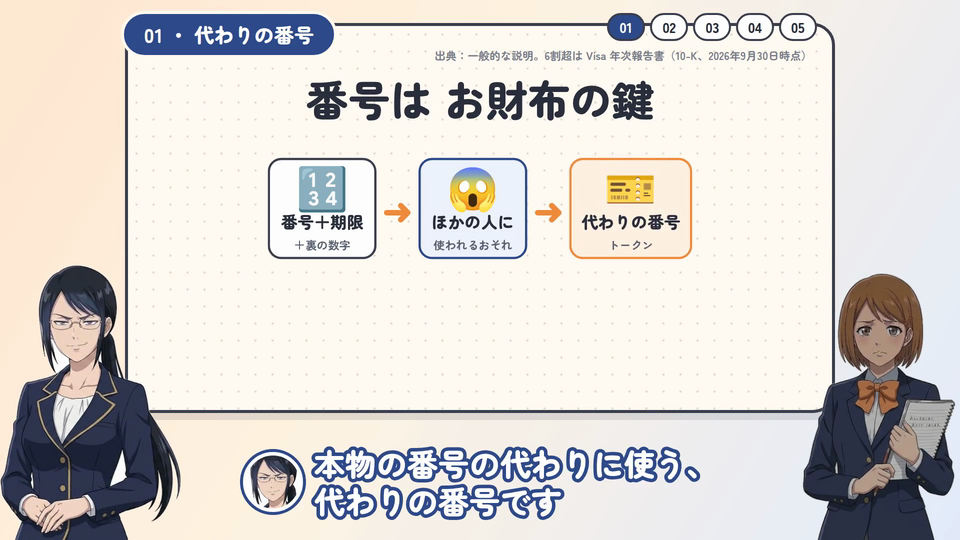 01 ・ 代わりの番号
01 02 03 04 05
出典：一般的な説明。6割超は Visa 年次報告書（10-K、2026年9月30日時点）
番号は お財布の鍵
1 2
3 4
番号＋期限
＋裏の数字
ほかの人に
使われるおそれ
代わりの番号
トークン
本物の番号の代わりに使う、
代わりの番号です